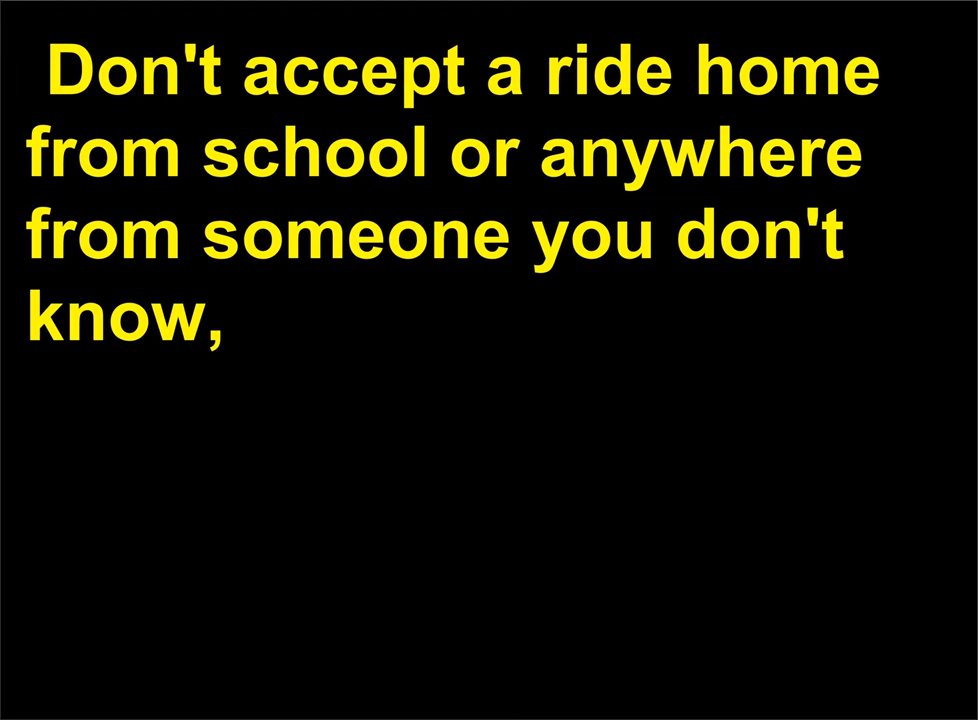 Don't accept a ride home
from school or anywhere
from someone you don't
know,